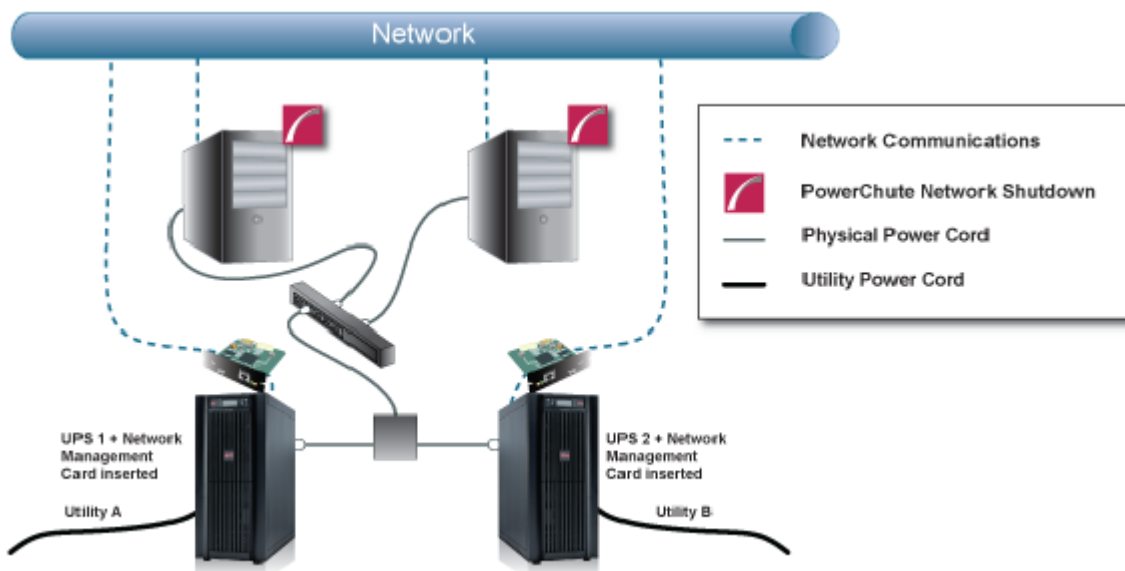 Network
Network Communications
PowerChute Network Shutdown
Physical Power Cord
Utility Power Cord
UPS 1 + Network
Management
Card inserted
Utility A
UPS 2 + Network
Management
Card inserted
Utility B